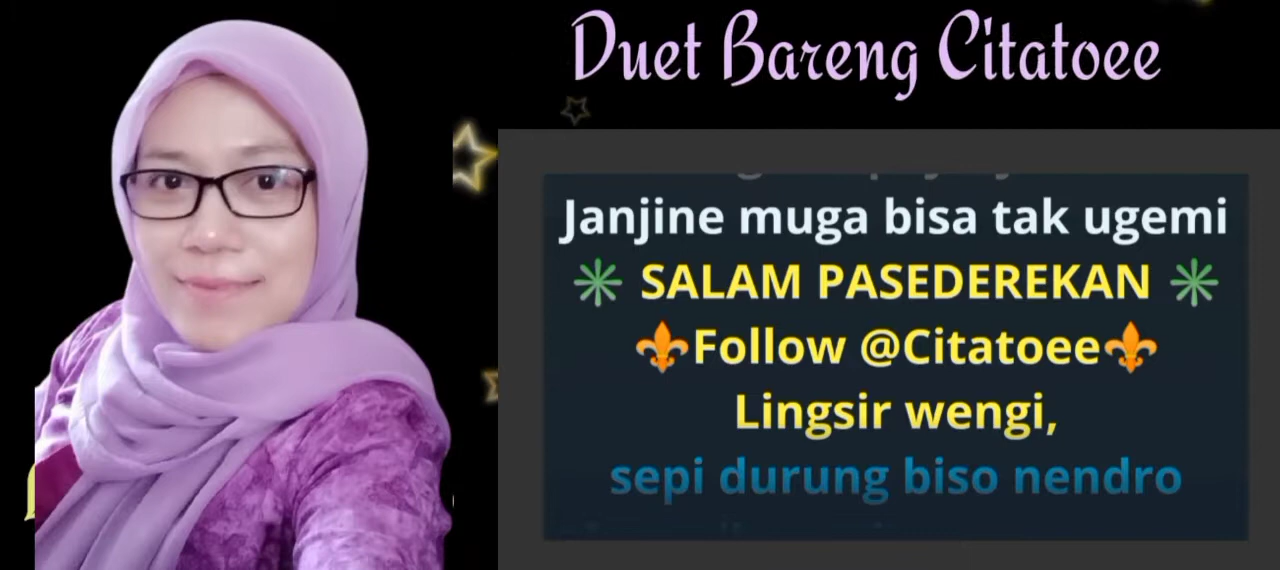 Duet Bareng Citatoee
Janjine muga bisa tak ugemi
✳ SALAM PASEDEREKAN ✳
⚜Follow @Citatoee⚜
Lingsir wengi,
sepi durung biso nendro